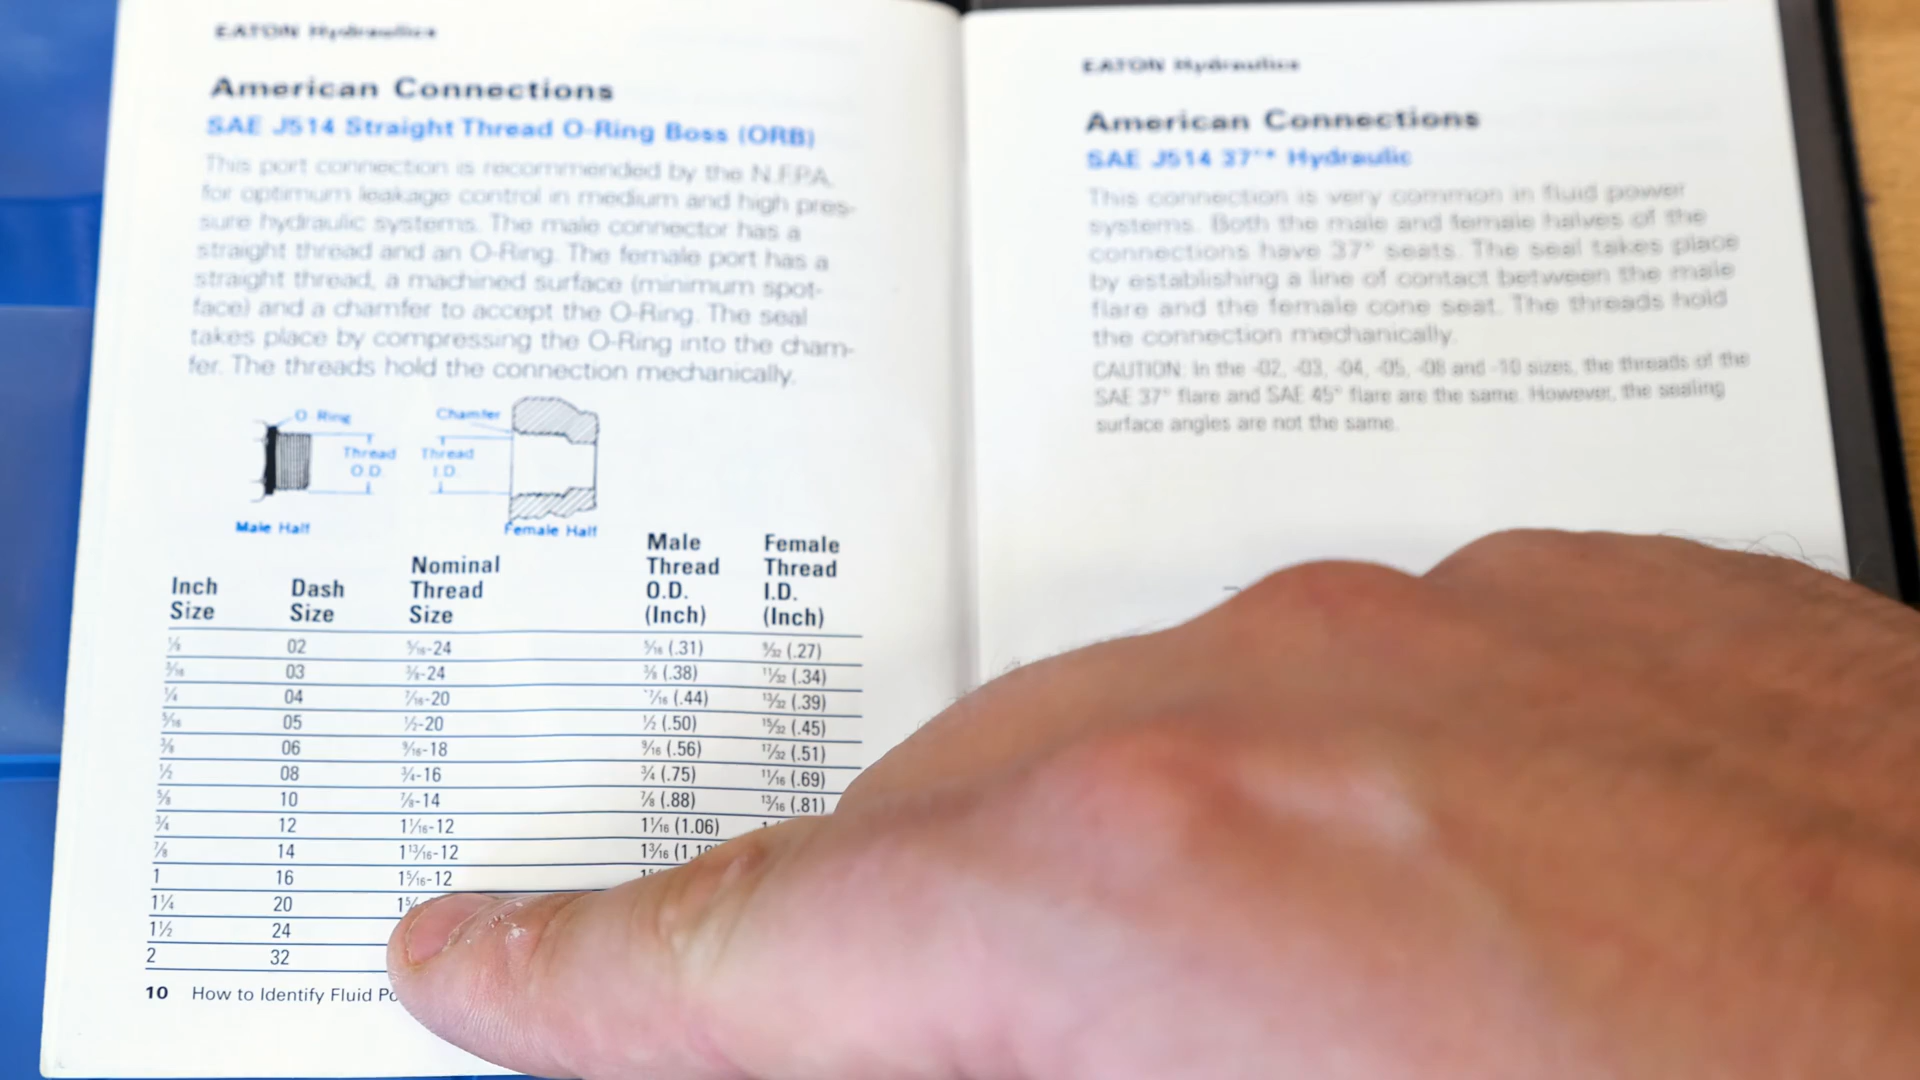 EATON Hydraulics
American Connections
SAE J514 Straight Thread O-Ring Boss (ORB)
This port connection is recommended by the N.F.P.A.
for optimum leakage control in medium and high pres-
sure hydraulic systems. The male connector has a
straight thread and an O-Ring. The female port has a
straight thread, a machined surface (minimum spot-
face) and a chamfer to accept the O-Ring. The seal
takes place by compressing the O-Ring into the cham-
fer. The threads hold the connection mechanically.
O Ring
Thread
O.D.
Male Half
Chamfer
Thread
I.D.
Female Half
Inch Size Dash Size Nominal Thread Size Male Thread O.D. (Inch) Female Thread I.D. (Inch)
1/8 02 5/16-24 5/16 (.31) 9/32 (.27)
3/16 03 3/8-24 3/8 (.38) 11/32 (.34)
1/4 04 7/16-20 7/16 (.44) 13/32 (.39)
5/16 05 1/2-20 1/2 (.50) 15/32 (.45)
3/8 06 9/16-18 9/16 (.56) 17/32 (.51)
1/2 08 3/4-16 3/4 (.75) 11/16 (.69)
5/8 10 7/8-14 7/8 (.88) 13/16 (.81)
3/4 12 1 1/16-12 1 1/16 (1.06)
7/8 14 1 13/16-12 1 3/16
1 16 1 5/16-12
1 1/4 20
1 1/2 24
2 32
10 How to Identify Fluid
EATON Hydraulics
American Connections
SAE J514 37°* Hydraulic
This connection is very common in fluid power
systems. Both the male and female halves of the
connections have 37° seats. The seal takes place
by establishing a line of contact between the male
flare and the female cone seat. The threads hold
the connection mechanically.
CAUTION: In the -02, -03, -04, -05, -08 and -10 sizes, the threads of the
SAE 37° flare and SAE 45° flare are the same. However, the sealing
surface angles are not the same.